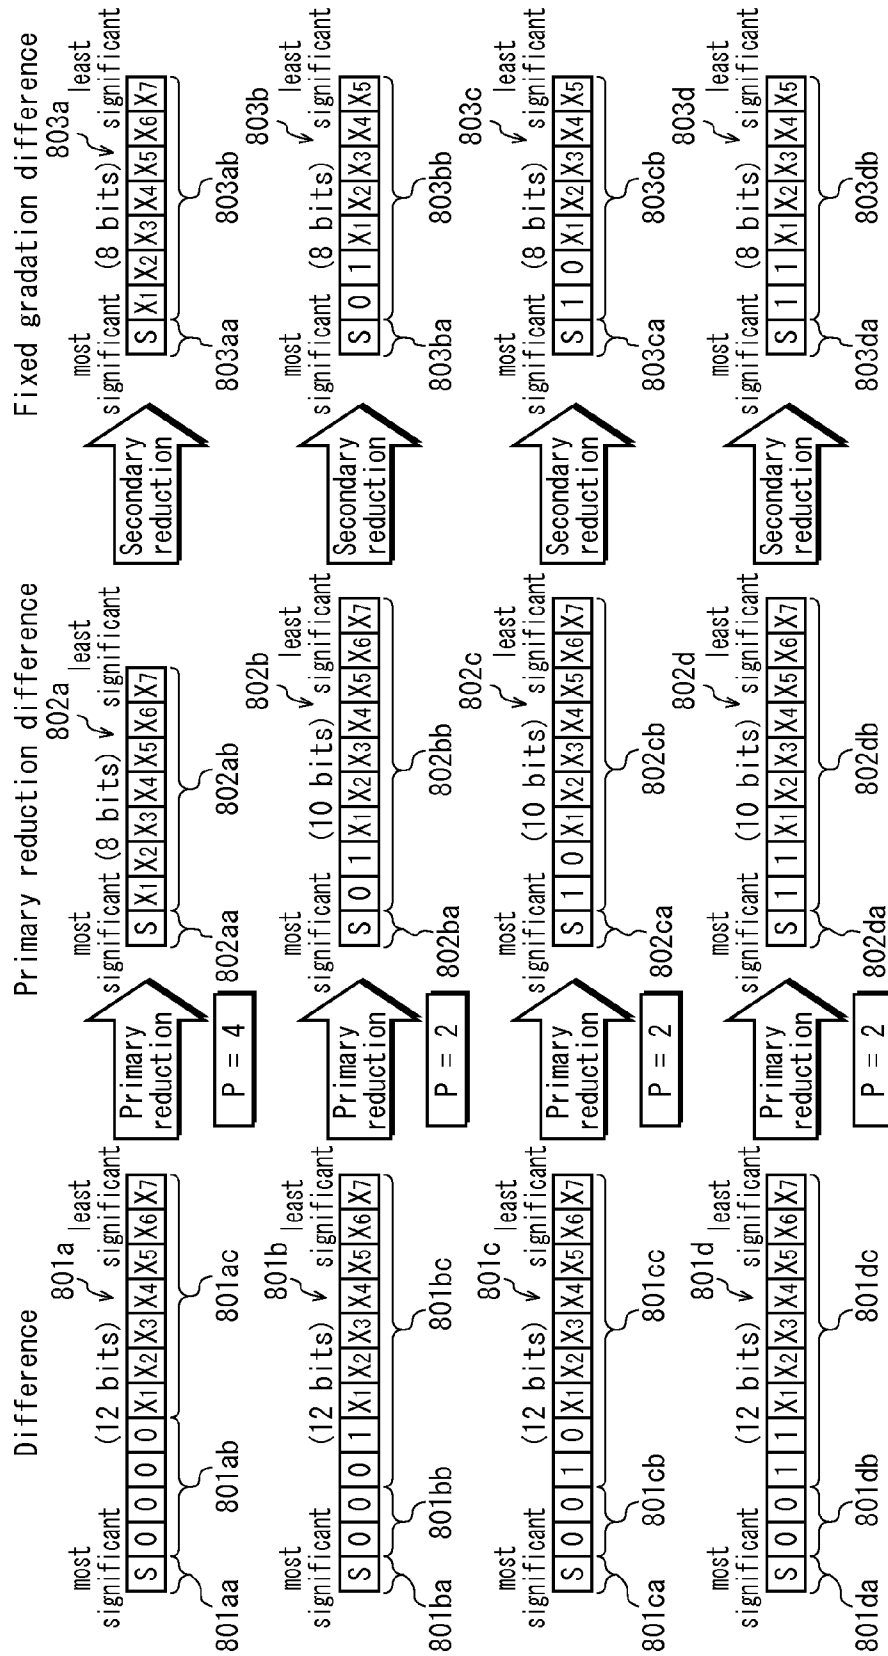 Difference
Primary reduction difference
Fixed gradation difference
801a
most
significant
(12 bits)
least
significant
S 0 0 0 0 X1 X2 X3 X4 X5 X6 X7
801aa
801ab
801ac
Primary
reduction
P = 4
802a
most
significant
(8 bits)
least
significant
S X1 X2 X3 X4 X5 X6 X7
802aa
802ab
Secondary
reduction
803a
most
significant
(8 bits)
least
significant
S X1 X2 X3 X4 X5 X6 X7
803aa
803ab
801b
most
significant
(12 bits)
least
significant
S 0 0 0 1 X1 X2 X3 X4 X5 X6 X7
801ba
801bb
801bc
Primary
reduction
P = 2
802b
most
significant
(10 bits)
least
significant
S 0 1 X1 X2 X3 X4 X5 X6 X7
802ba
802bb
Secondary
reduction
803b
most
significant
(8 bits)
least
significant
S 0 1 X1 X2 X3 X4 X5
803ba
803bb
801c
most
significant
(12 bits)
least
significant
S 0 0 1 0 X1 X2 X3 X4 X5 X6 X7
801ca
801cb
801cc
Primary
reduction
P = 2
802c
most
significant
(10 bits)
least
significant
S 1 0 X1 X2 X3 X4 X5 X6 X7
802ca
802cb
Secondary
reduction
803c
most
significant
(8 bits)
least
significant
S 1 0 X1 X2 X3 X4 X5
803ca
803cb
801d
most
significant
(12 bits)
least
significant
S 0 0 1 1 X1 X2 X3 X4 X5 X6 X7
801da
801db
801dc
Primary
reduction
P = 2
802d
most
significant
(10 bits)
least
significant
S 1 1 X1 X2 X3 X4 X5 X6 X7
802da
802db
Secondary
reduction
803d
most
significant
(8 bits)
least
significant
S 1 1 X1 X2 X3 X4 X5
803da
803db